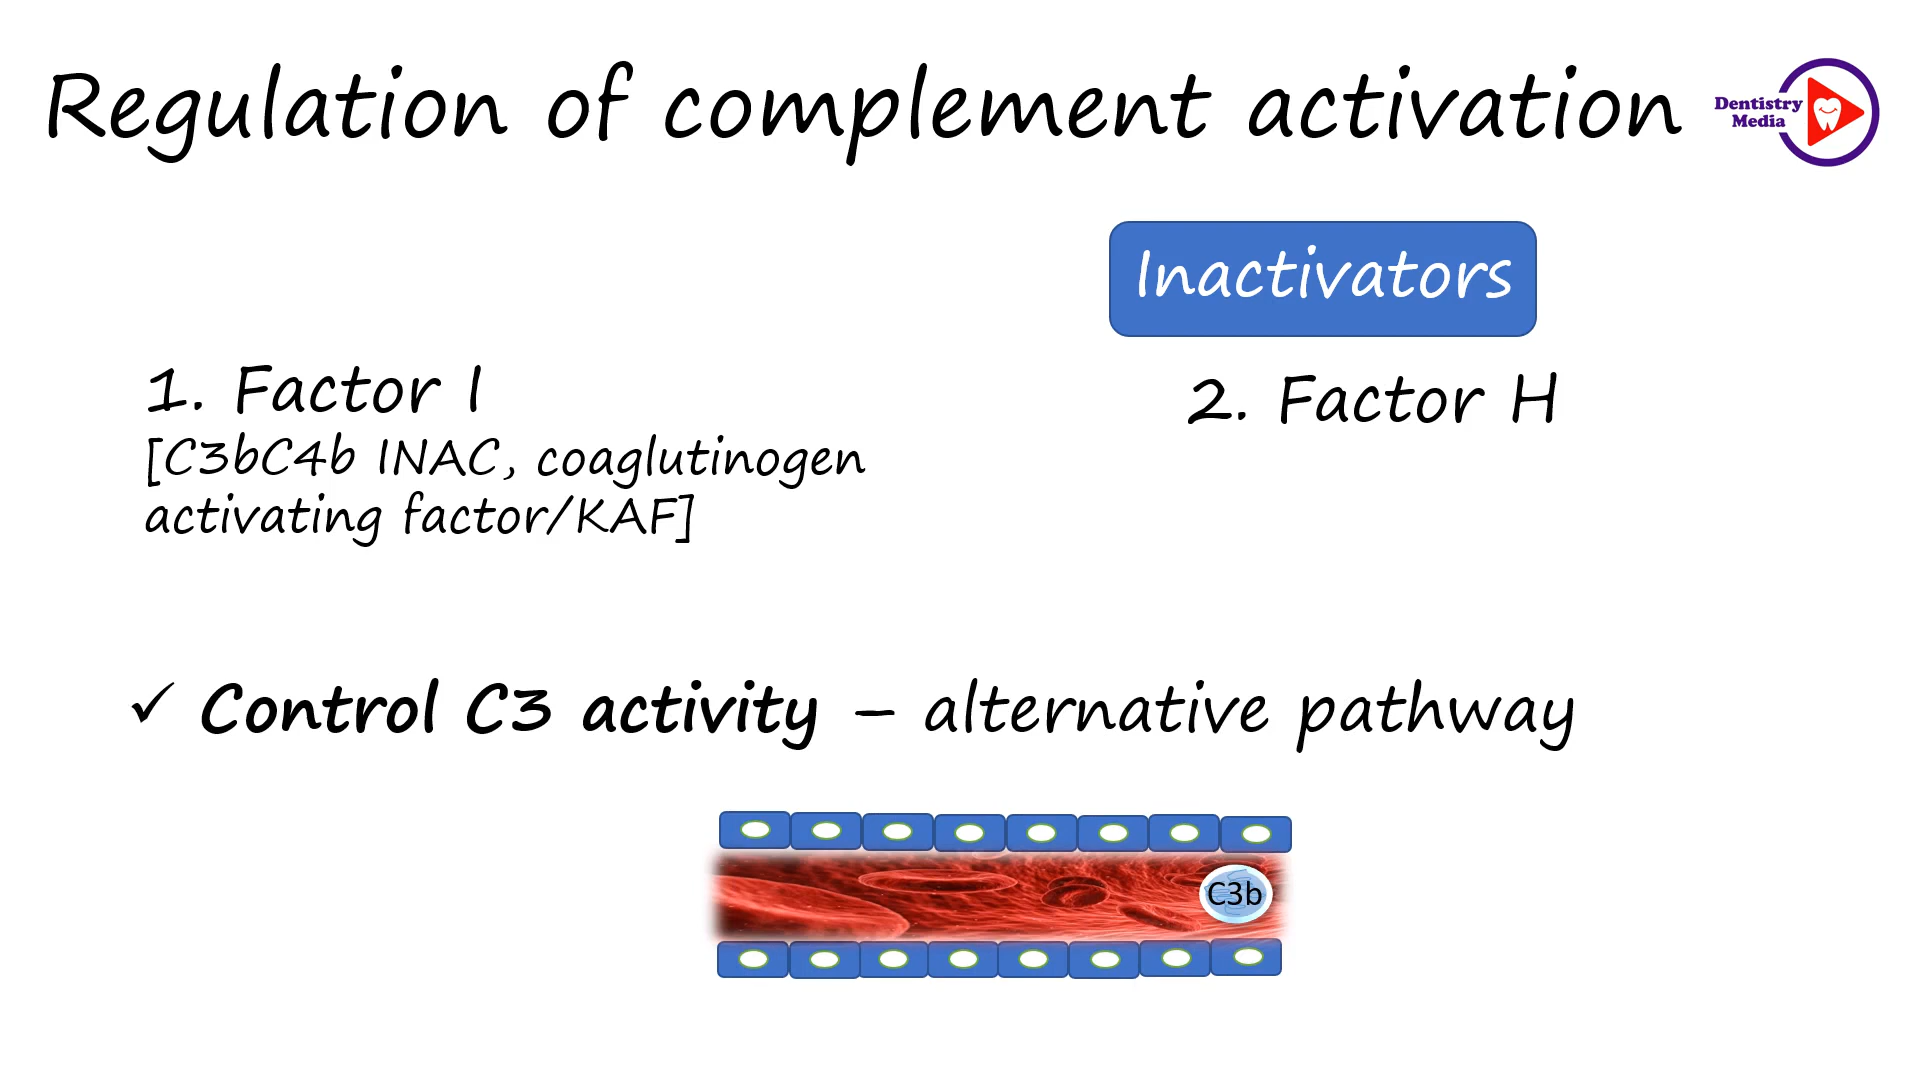 Regulation of complement activation
Dentistry
Media
Inactivators
1. Factor I
[C3bC4b INAC, coaglutinogen
activating factor/KAF]
2. Factor H
✓ Control C3 activity – alternative pathway
C3b